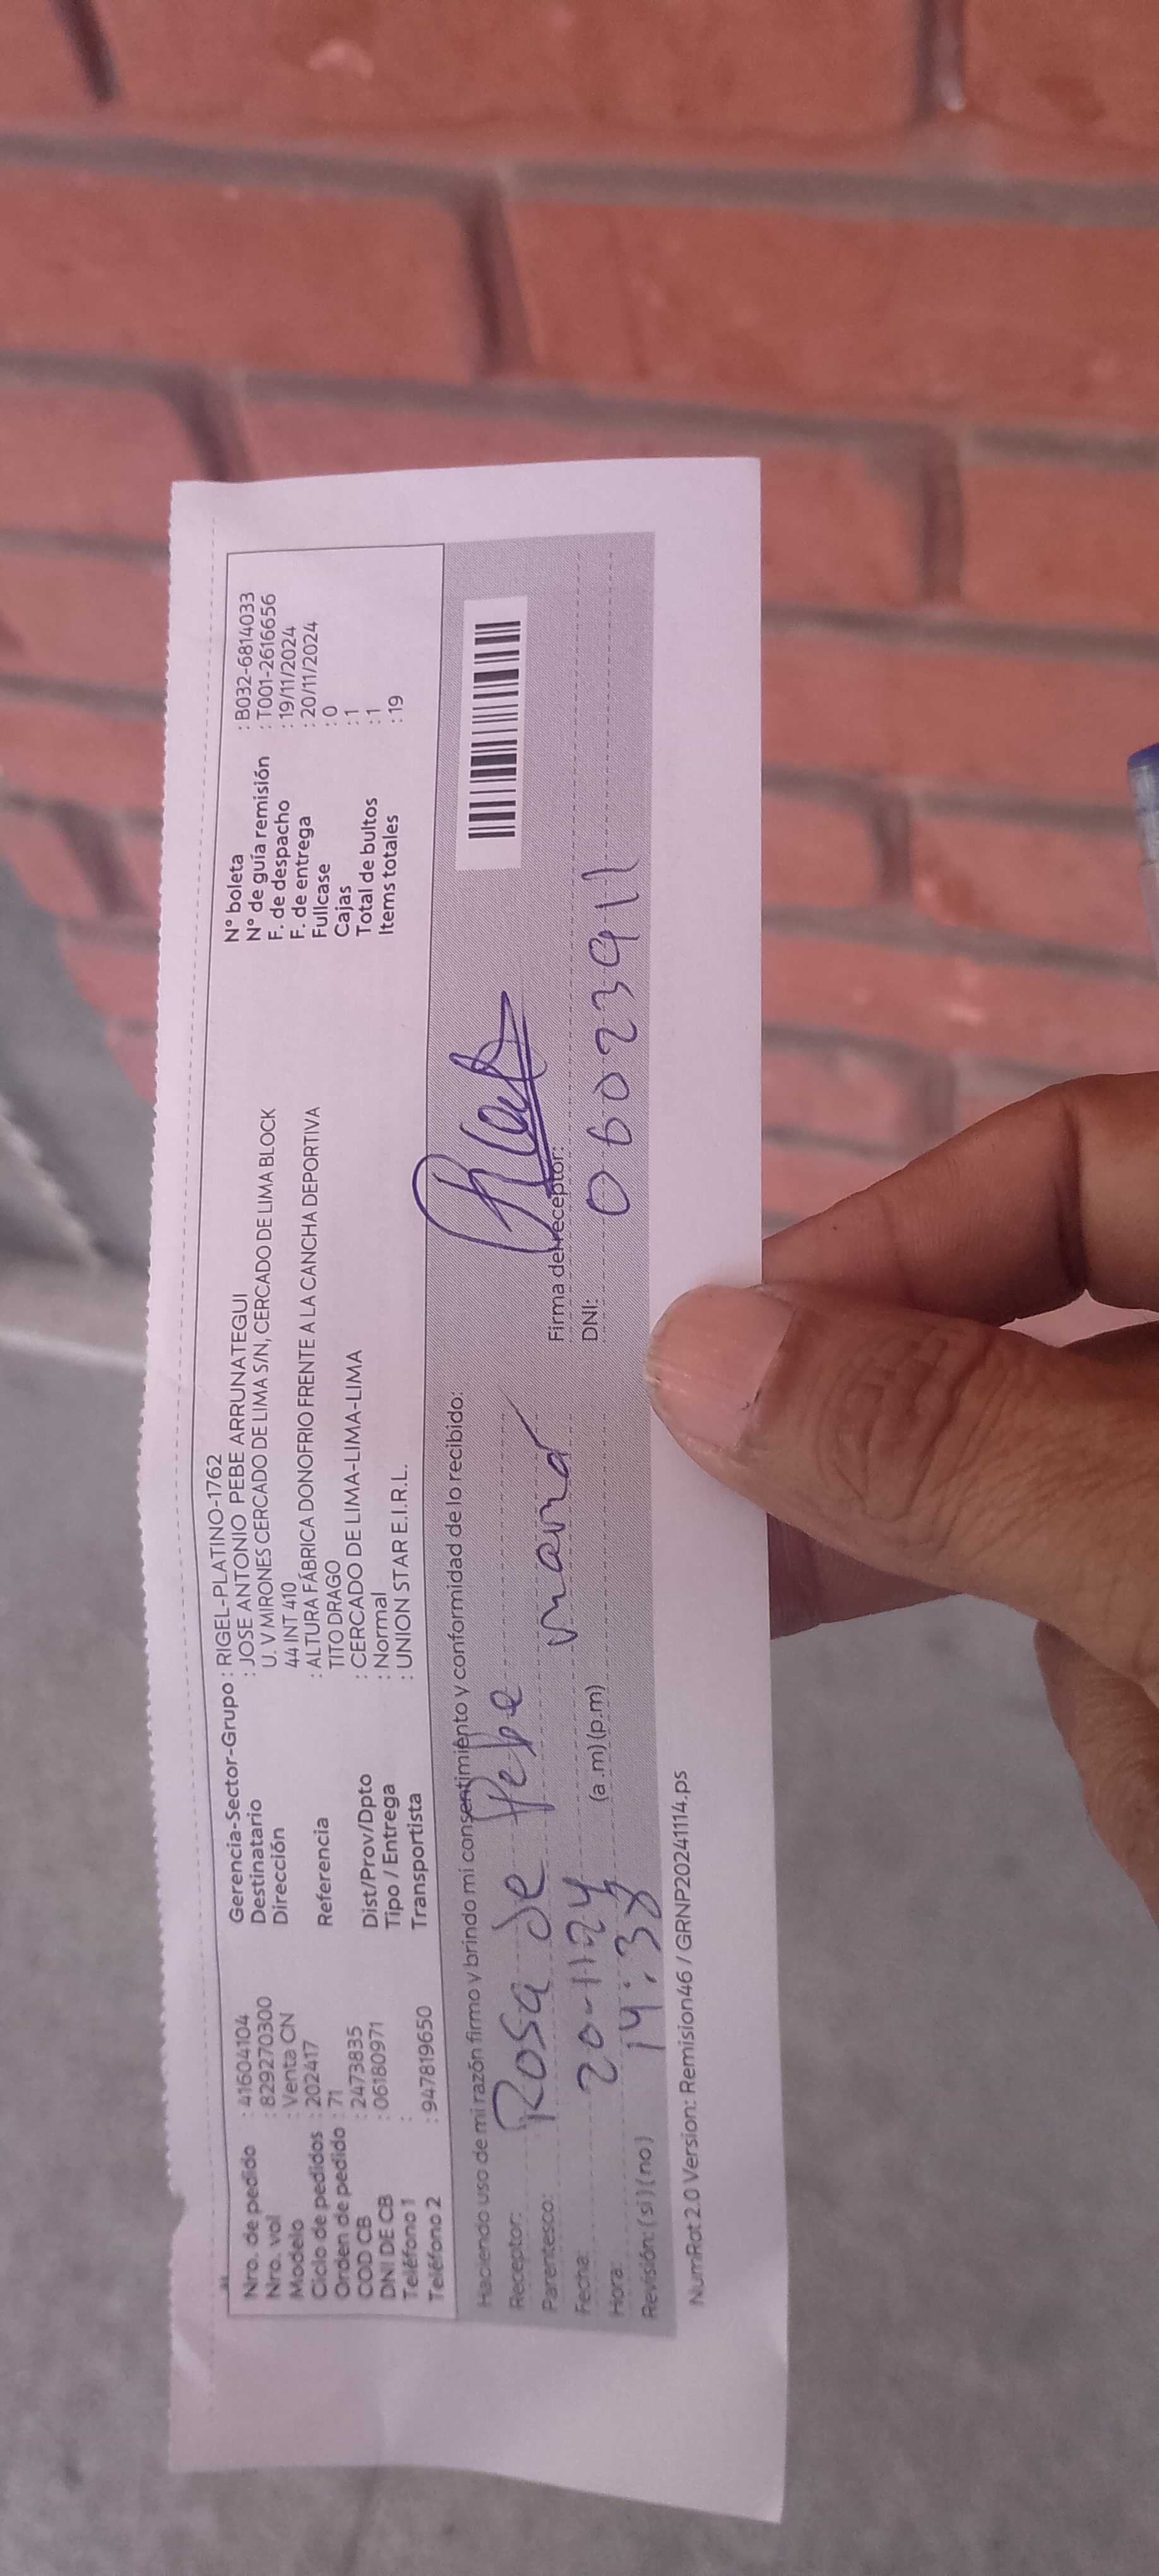 Nro. de pedido : 41604104
Nro. vol : 829270300
Modelo : Venta CN
Ciclo de pedidos : 202417
Orden de pedido : 71
COD CB : 2473835
DNI DE CB : 06180971
Teléfono 1 :
Teléfono 2 : 947819650
Gerencia-Sector-Grupo : RIGEL-PLATINO-1762
Destinatario : JOSE ANTONIO PEBE ARRUNATEGUI
Dirección U. V MIRONES CERCADO DE LIMA S/N, CERCADO DE LIMA BLOCK
44 INT 410
Referencia : ALTURA FÁBRICA DONOFRIO FRENTE A LA CANCHA DEPORTIVA
TITO DRAGO
Dist/Prov/Dpto : CERCADO DE LIMA-LIMA-LIMA
Tipo / Entrega : Normal
Transportista : UNION STAR E.I.R.L.
N° boleta : B032-6814033
N° de guía remisión : T001-2616656
F. de despacho : 19/11/2024
F. de entrega : 20/11/2024
Fullcase : 0
Cajas : 1
Total de bultos : 1
Items totales : 19
Haciendo uso de mi razón firmo y brindo mi consentimiento y conformidad de lo recibido:
Receptor: Rosa de Pebe
Parentesco: mama
Fecha: 20-1124
Hora: 14:38 (a .m) (p.m)
Revisión: ( si ) ( no )
Firma del receptor:
DNI: 06023911
NumRot 2.0 Version: Remision46 / GRNP20241114.ps